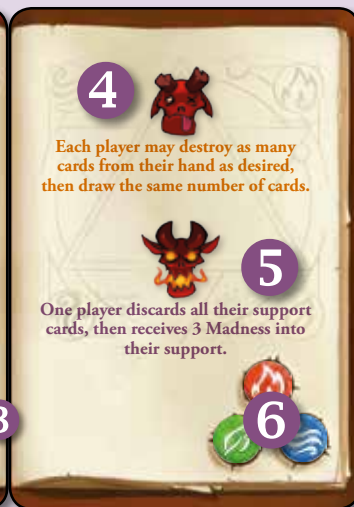 4
Each player may destroy as many
cards from their hand as desired,
then draw the same number of cards.
5
One player discards all their support
cards, then receives 3 Madness into
their support.
3
6